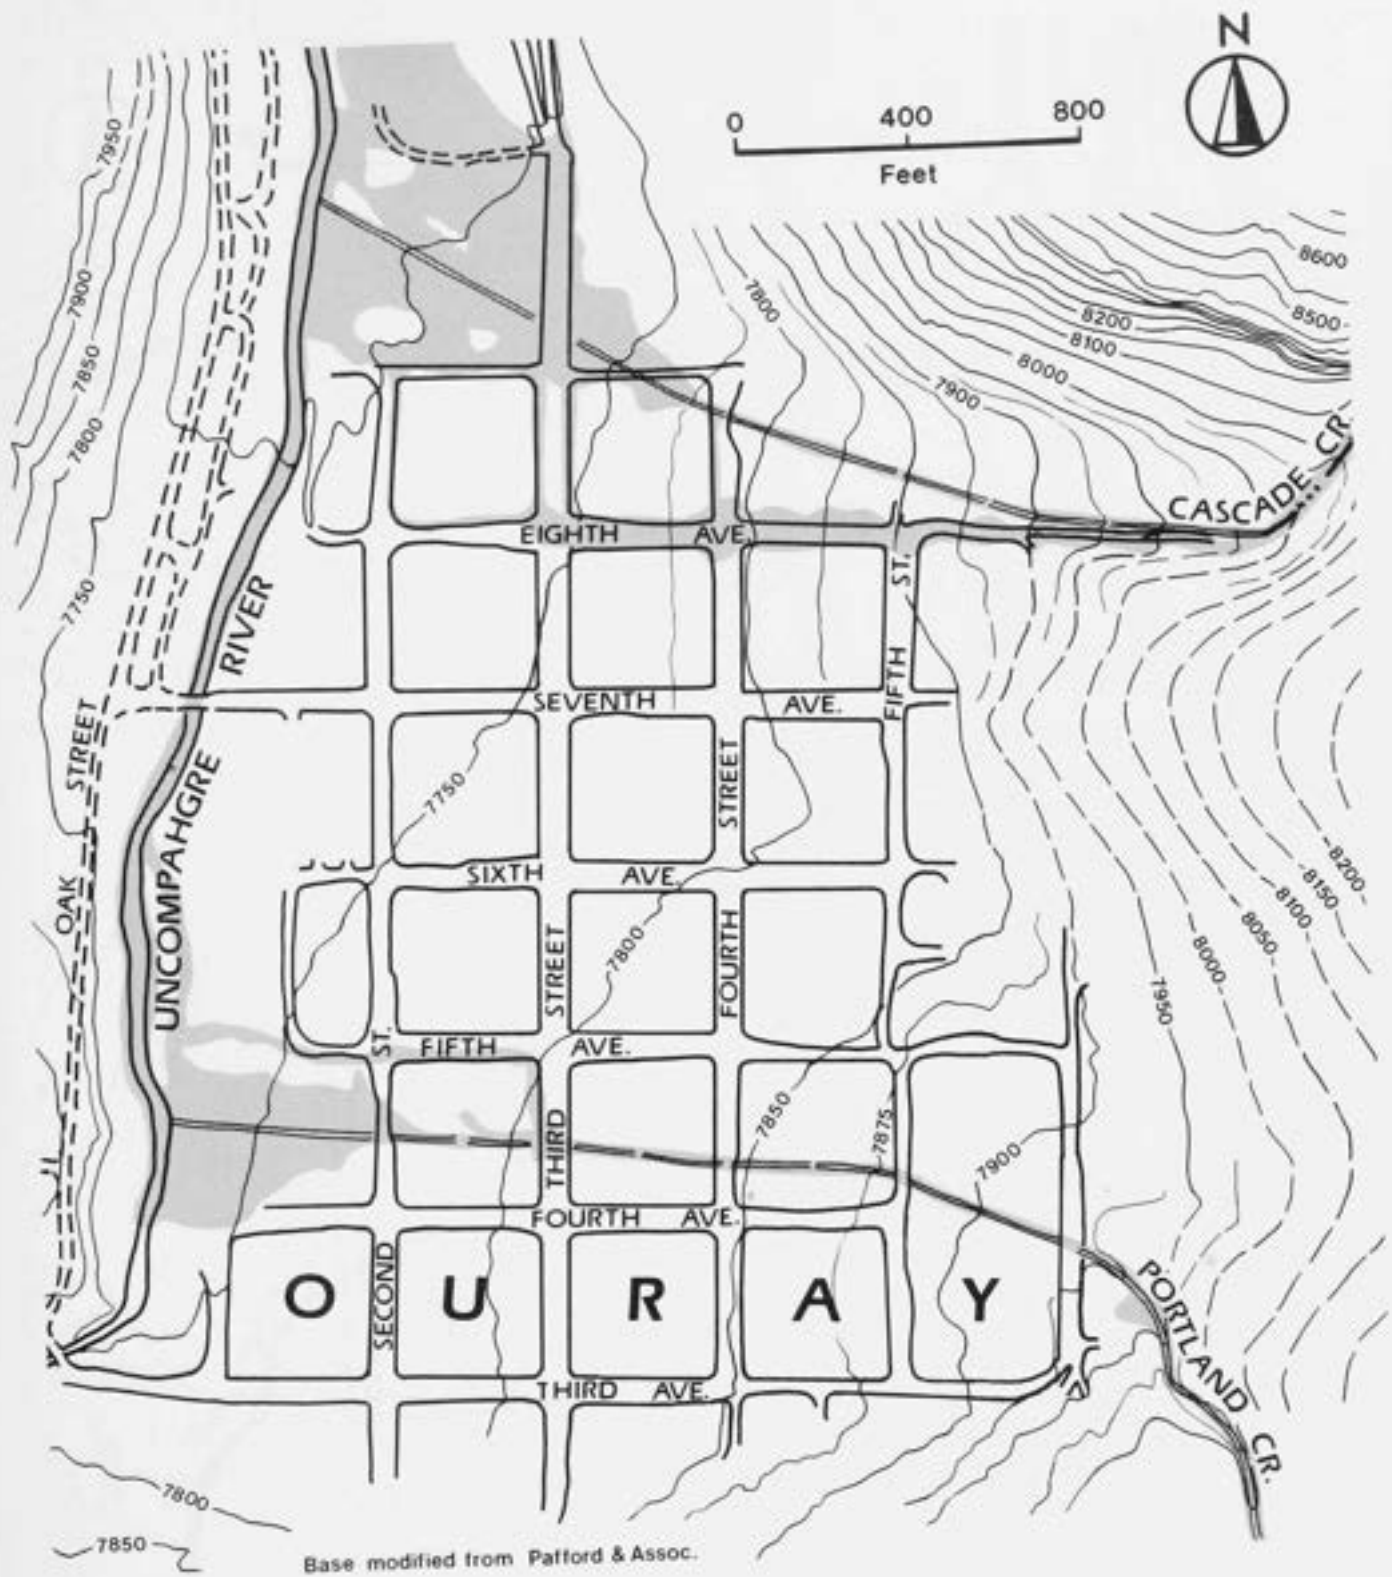 N
0 400 800
Feet
7950
7900
7850
7800
7750
7800
8600
8500
8200
8100
8000
7900
CASCADE CR.
EIGHTH AVE.
FIFTH ST.
RIVER
UNCOMPAHGRE
SEVENTH AVE.
OAK STREET
7750
FOURTH STREET
SIXTH AVE.
7800
8200
8150
8100
8050
8000
7950
THIRD STREET
SECOND ST.
FIFTH AVE.
7850
7875
7900
FOURTH AVE.
OURAY
PORTLAND CR.
THIRD AVE.
7800
7850
Base modified from Pafford & Assoc.